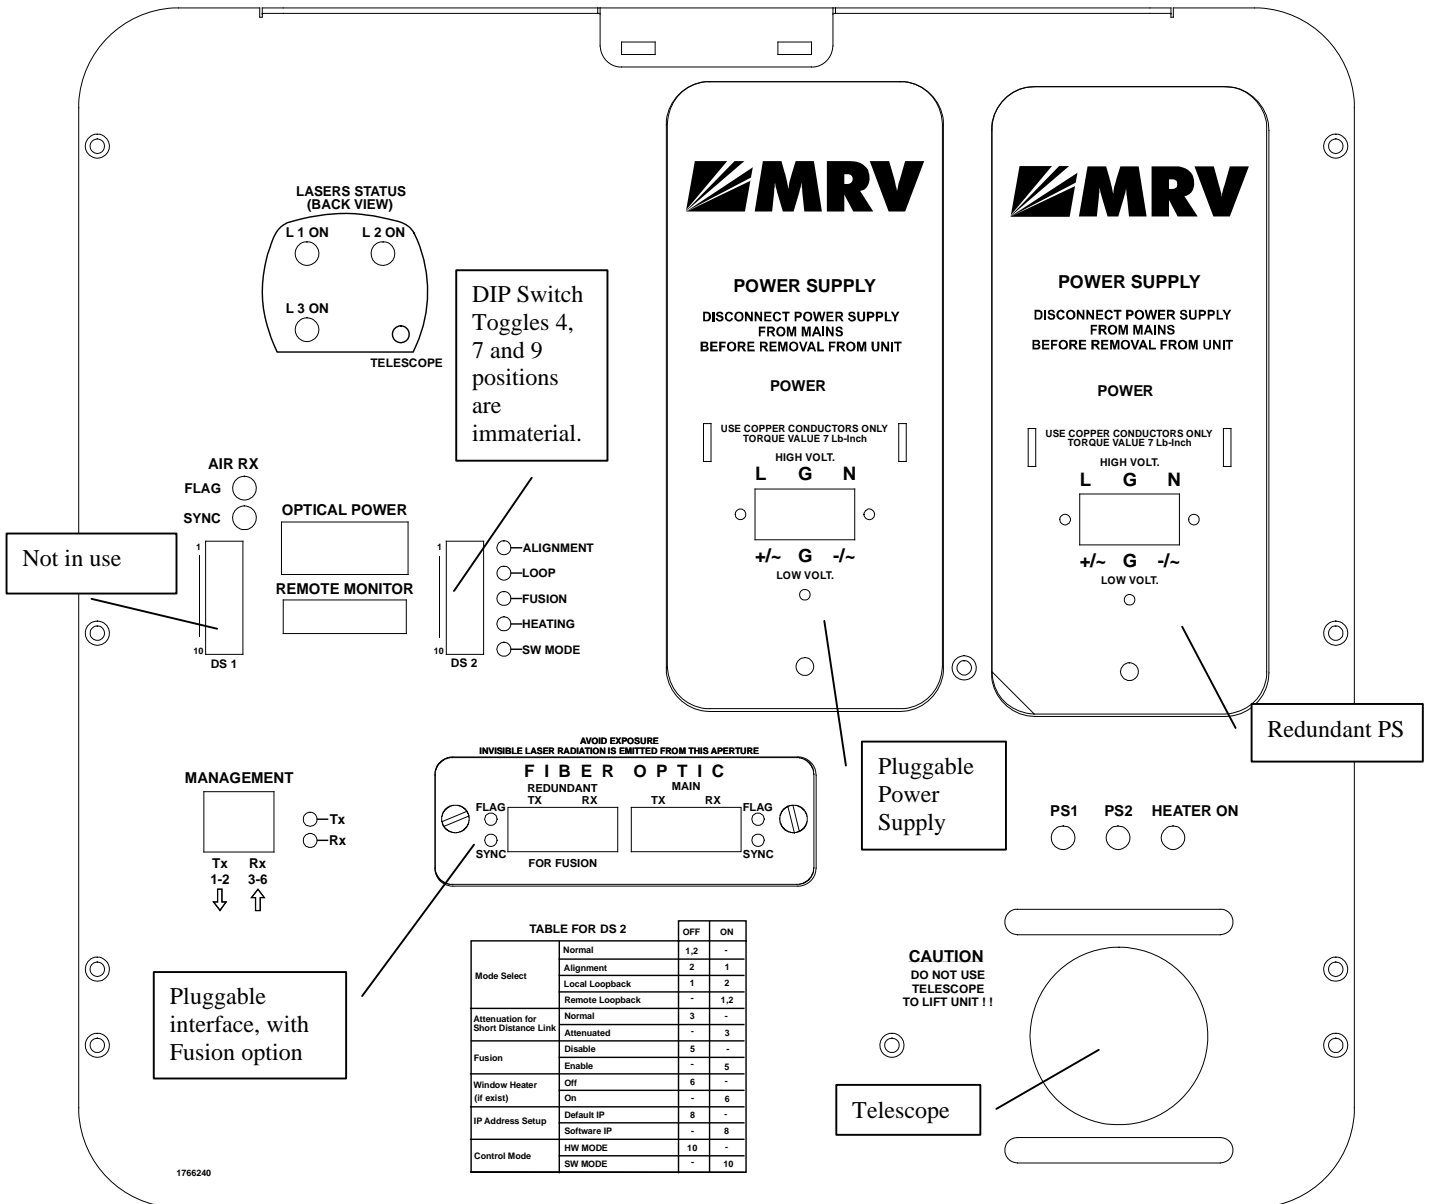 LASERS STATUS
(BACK VIEW)
L 1 ON L 2 ON
L 3 ON
TELESCOPE
DIP Switch
Toggles 4,
7 and 9
positions
are
immaterial.
MRV
POWER SUPPLY
DISCONNECT POWER SUPPLY
FROM MAINS
BEFORE REMOVAL FROM UNIT
POWER
USE COPPER CONDUCTORS ONLY
TORQUE VALUE 7 Lb-Inch
HIGH VOLT.
L G N
+/~ G -/~
LOW VOLT.
MRV
POWER SUPPLY
DISCONNECT POWER SUPPLY
FROM MAINS
BEFORE REMOVAL FROM UNIT
POWER
USE COPPER CONDUCTORS ONLY
TORQUE VALUE 7 Lb-Inch
HIGH VOLT.
L G N
+/~ G -/~
LOW VOLT.
AIR RX
FLAG
SYNC
Not in use
1
10
DS 1
OPTICAL POWER
REMOTE MONITOR
1
10
DS 2
ALIGNMENT
LOOP
FUSION
HEATING
SW MODE
Redundant PS
Pluggable
Power
Supply
AVOID EXPOSURE
INVISIBLE LASER RADIATION IS EMITTED FROM THIS APERTURE
FIBER OPTIC
REDUNDANT MAIN
TX RX TX RX
FLAG FLAG
SYNC SYNC
FOR FUSION
MANAGEMENT
Tx
Rx
Tx Rx
1-2 3-6
PS1 PS2 HEATER ON
Pluggable
interface, with
Fusion option
TABLE FOR DS 2 OFF ON
Mode Select Normal 1,2 -
Alignment 2 1
Local Loopback 1 2
Remote Loopback - 1,2
Attenuation for
Short Distance Link Normal 3 -
Attenuated - 3
Fusion Disable 5 -
Enable - 5
Window Heater
(if exist) Off 6 -
On - 6
IP Address Setup Default IP 8 -
Software IP - 8
Control Mode HW MODE 10 -
SW MODE - 10
CAUTION
DO NOT USE
TELESCOPE
TO LIFT UNIT ! !
Telescope
1766240